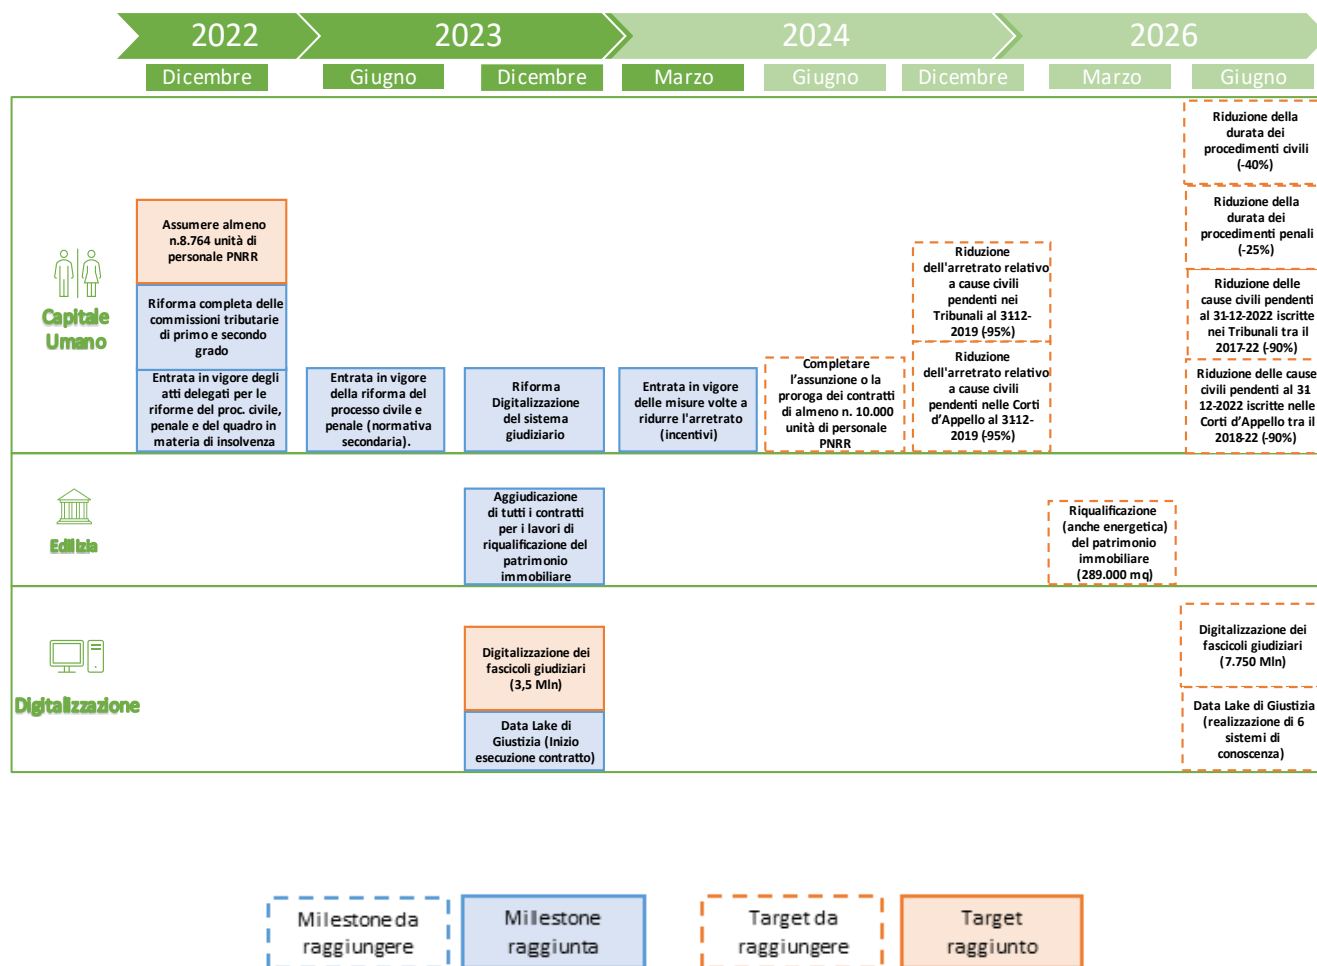 2022
2023
2024
2026
Dicembre
Giugno
Dicembre
Marzo
Giugno
Dicembre
Marzo
Giugno
Capitale
Umano
Assumere almeno
n.8.764 unità di
personale PNRR
Riforma completa delle
commissioni tributarie
di primo e secondo
grado
Entrata in vigore degli
atti delegati per le
riforme del proc. civile,
penale e del quadro in
materia di insolvenza
Entrata in vigore
della riforma del
processo civile e
penale (normativa
secondaria).
Riforma
Digitalizzazione
del sistema
giudiziario
Entrata in vigore
delle misure volte a
ridurre l'arretrato
(incentivi)
Completare
l'assunzione o la
proroga dei contratti
di almeno n. 10.000
unità di personale
PNRR
Riduzione
dell'arretrato relativo
a cause civili
pendenti nei
Tribunali al 3112-
2019 (-95%)
Riduzione
dell'arretrato relativo
a cause civili
pendenti nelle Corti
d'Appello al 3112-
2019 (-95%)
Riduzione della
durata dei
procedimenti civili
(-40%)
Riduzione della
durata dei
procedimenti penali
(-25%)
Riduzione delle
cause civili pendenti
al 31-12-2022 iscritte
nei Tribunali tra il
2017-22 (-90%)
Riduzione delle cause
civili pendenti al 31
12-2022 iscritte nelle
Corti d'Appello tra il
2018-22 (-90%)
Edilizia
Aggiudicazione
di tutti i contratti
per i lavori di
riqualificazione del
patrimonio
immobiliare
Riqualificazione
(anche energetica)
del patrimonio
immobiliare
(289.000 mq)
Digitalizzazione
Digitalizzazione dei
fascicoli giudiziari
(3,5 Mln)
Data Lake di
Giustizia (Inizio
esecuzione contratto)
Digitalizzazione dei
fascicoli giudiziari
(7.750 Mln)
Data Lake di Giustizia
(realizzazione di 6
sistemi di
conoscenza)
Milestone da
raggiungere
Millestone
raggiunta
Target da
raggiungere
Target
raggiunto